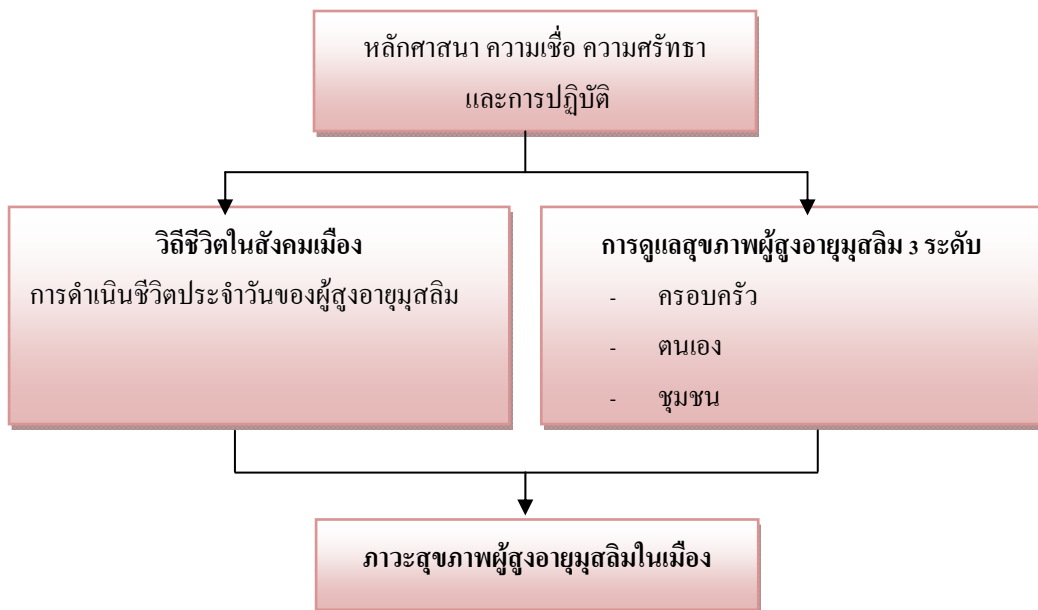 หลักศาสนา ความเชื่อ ความศรัทธา
และการปฏิบัติ
วิถีชีวิตในสังคมเมือง
การดำเนินชีวิตประจำวันของผู้สูงอายุมุสลิม
การดูแลสุขภาพผู้สูงอายุมุสลิม 3 ระดับ
- ครอบครัว
- ตนเอง
- ชุมชน
ภาวะสุขภาพผู้สูงอายุมุสลิมในเมือง